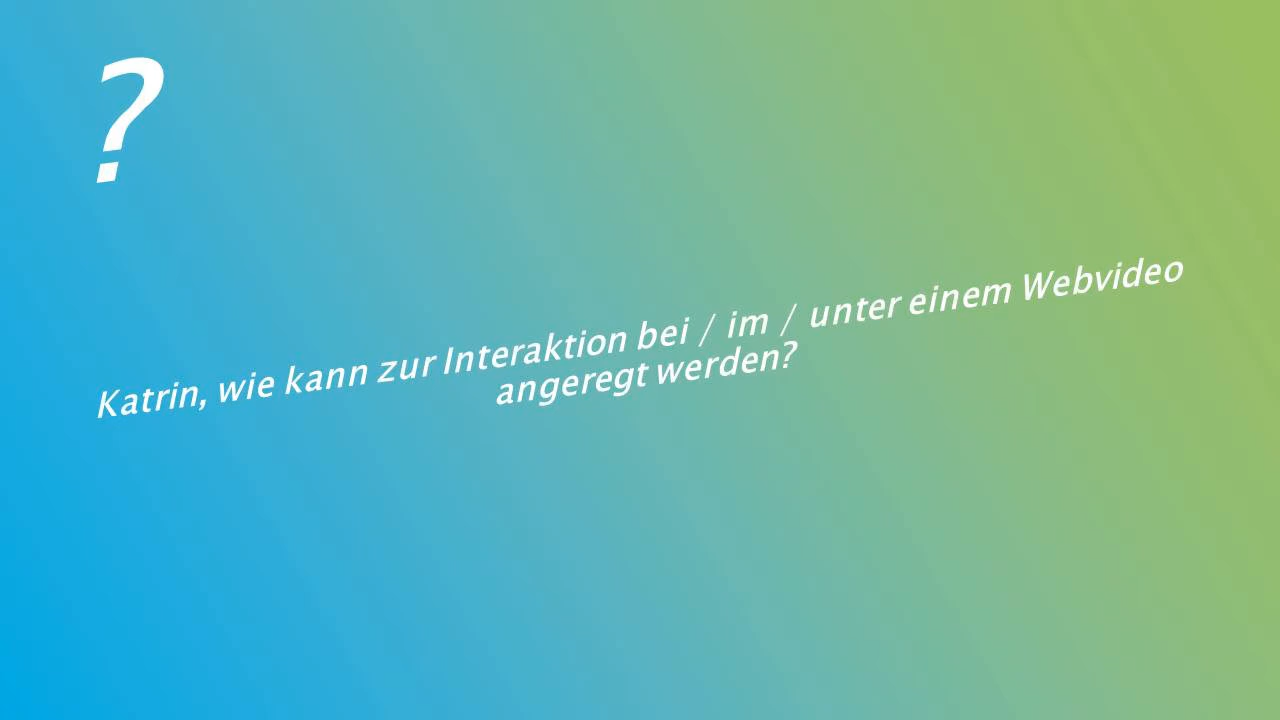 ?
Katrin, wie kann zur Interaktion bei / im / unter einem Webvideo
angeregt werden?